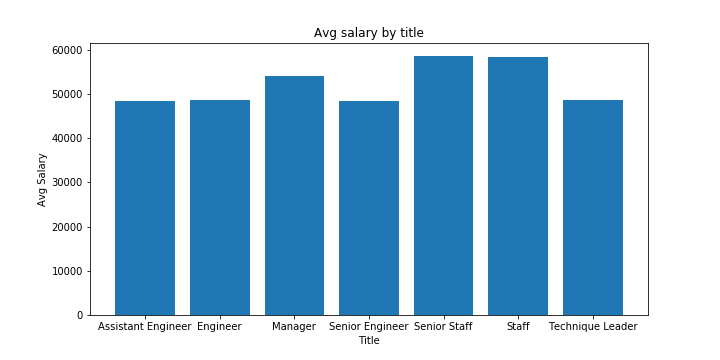 Avg salary by title
60000
50000
40000
30000
20000
10000
0
Avg Salary
Assistant Engineer Engineer Manager Senior Engineer Senior Staff Staff Technique Leader
Title